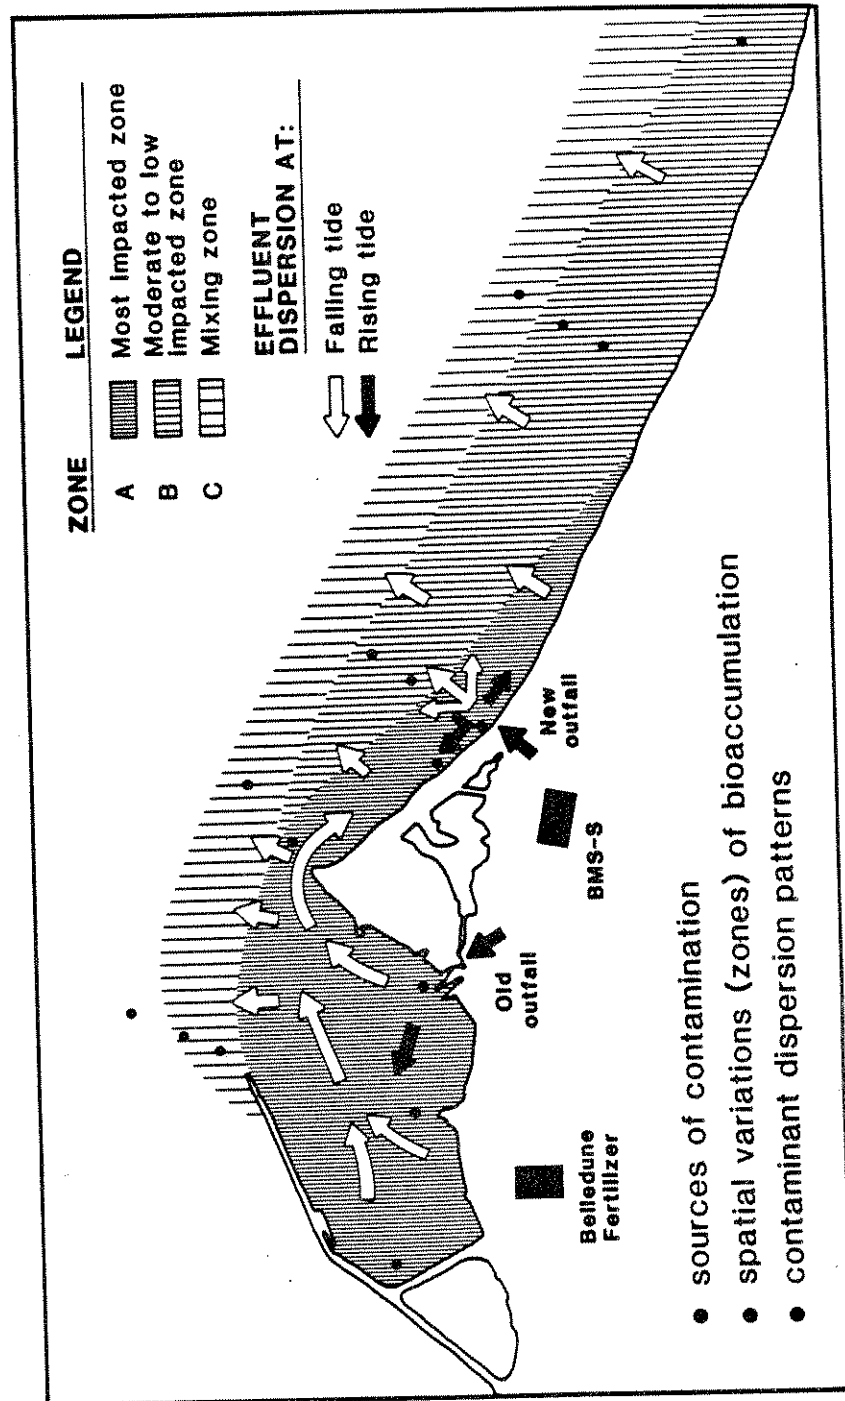 ZONE LEGEND
A Most impacted zone
B Moderate to low
impacted zone
C Mixing zone
EFFLUENT
DISPERSION AT:
Falling tide
Rising tide
New
outfall
BMS-S
Old
outfall
Belledune
Fertilizer
• sources of contamination
• spatial variations (zones) of bioaccumulation
• contaminant dispersion patterns